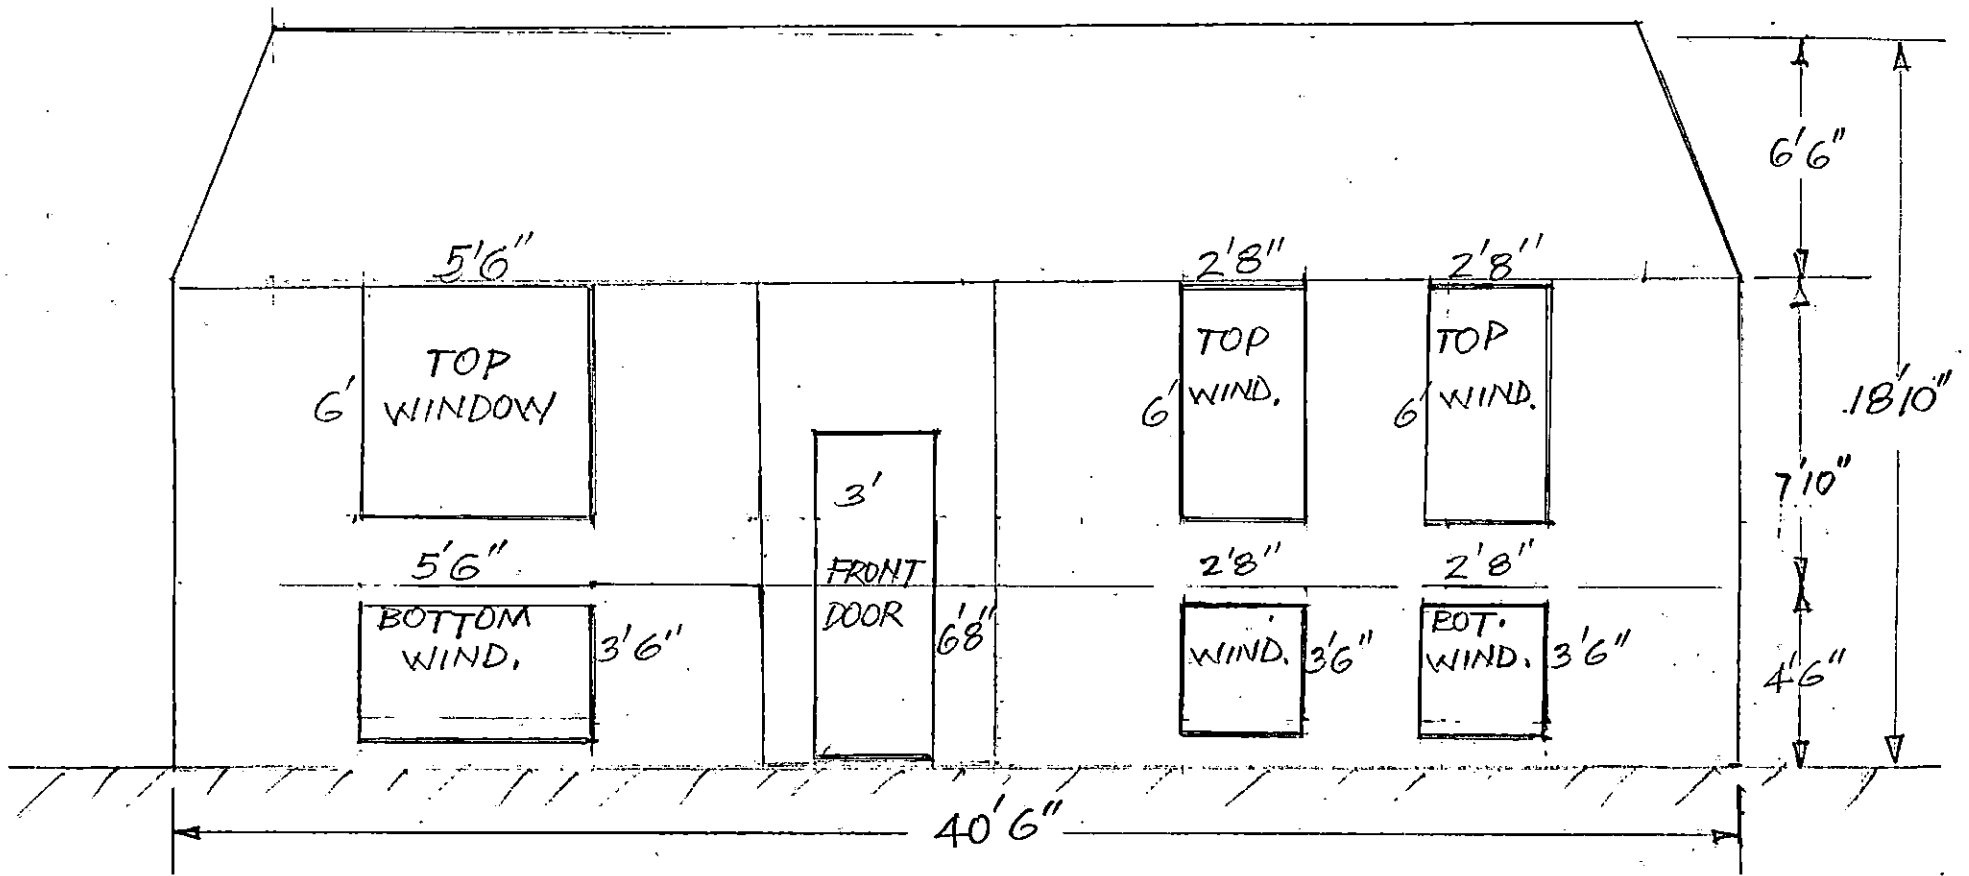 6'6"
5'6"
2'8"
2'8"
TOP
WINDOW
6'
TOP
WIND.
6'
TOP
WIND.
6'
18'10"
3'
7'10"
5'6"
FRONT
DOOR
2'8"
2'8"
BOTTOM
WIND.
3'6"
6'8"
WIND.
3'6"
BOT.
WIND.
3'6"
4'6"
40'6"